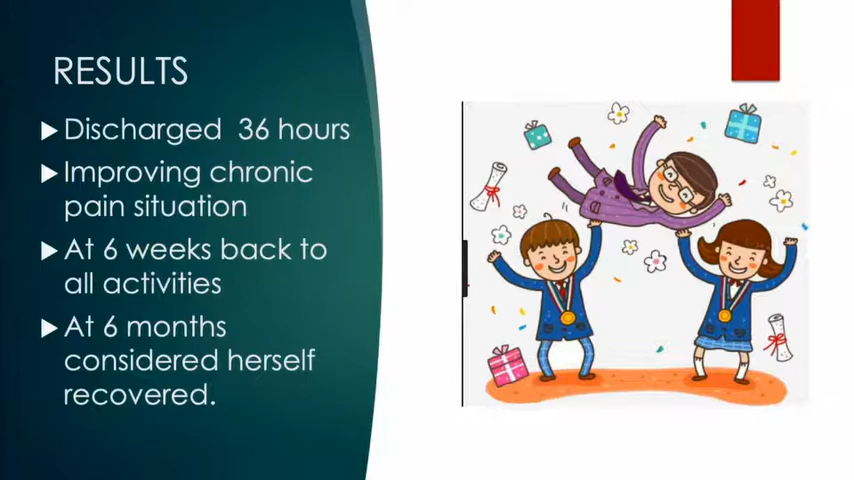 RESULTS
Discharged 36 hours
Improving chronic
pain situation
At 6 weeks back to
all activities
At 6 months
considered herself
recovered.